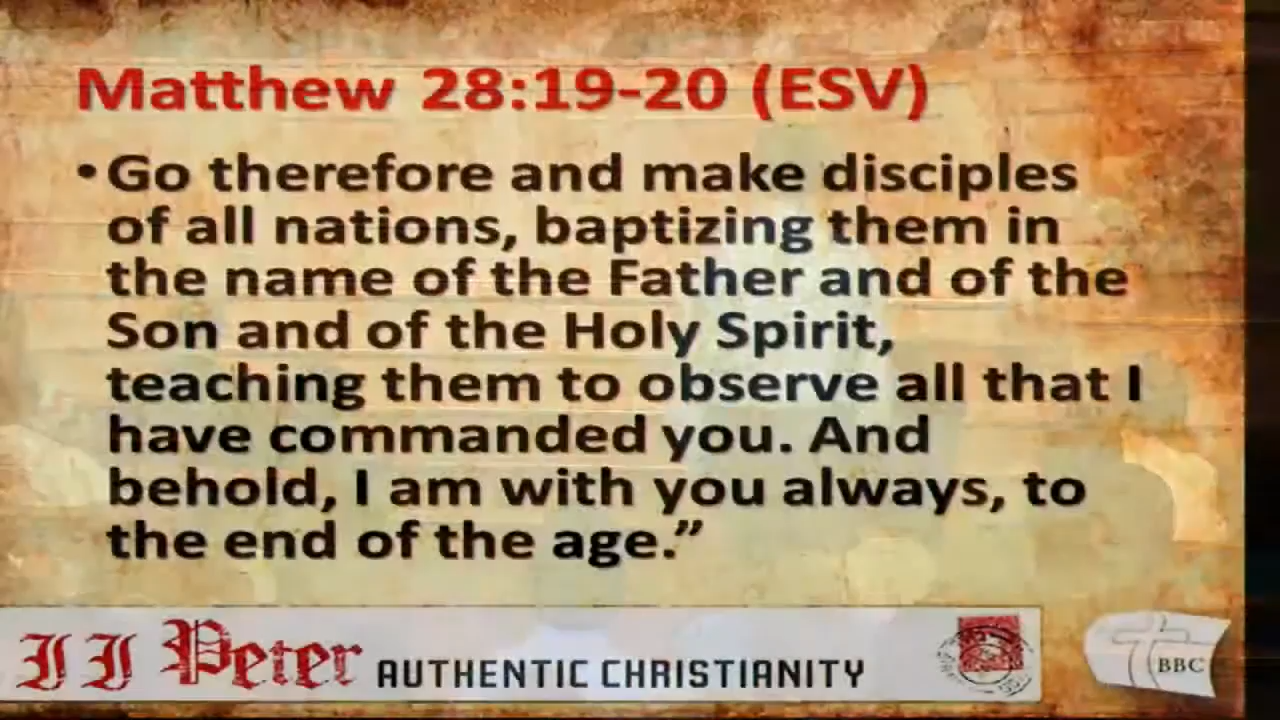 Matthew 28:19-20 (ESV)
•Go therefore and make disciples
of all nations, baptizing them in
the name of the Father and of the
Son and of the Holy Spirit,
teaching them to observe all that I
have commanded you. And
behold, I am with you always, to
the end of the age.”
II Peter AUTHENTIC CHRISTIANITY
BBC